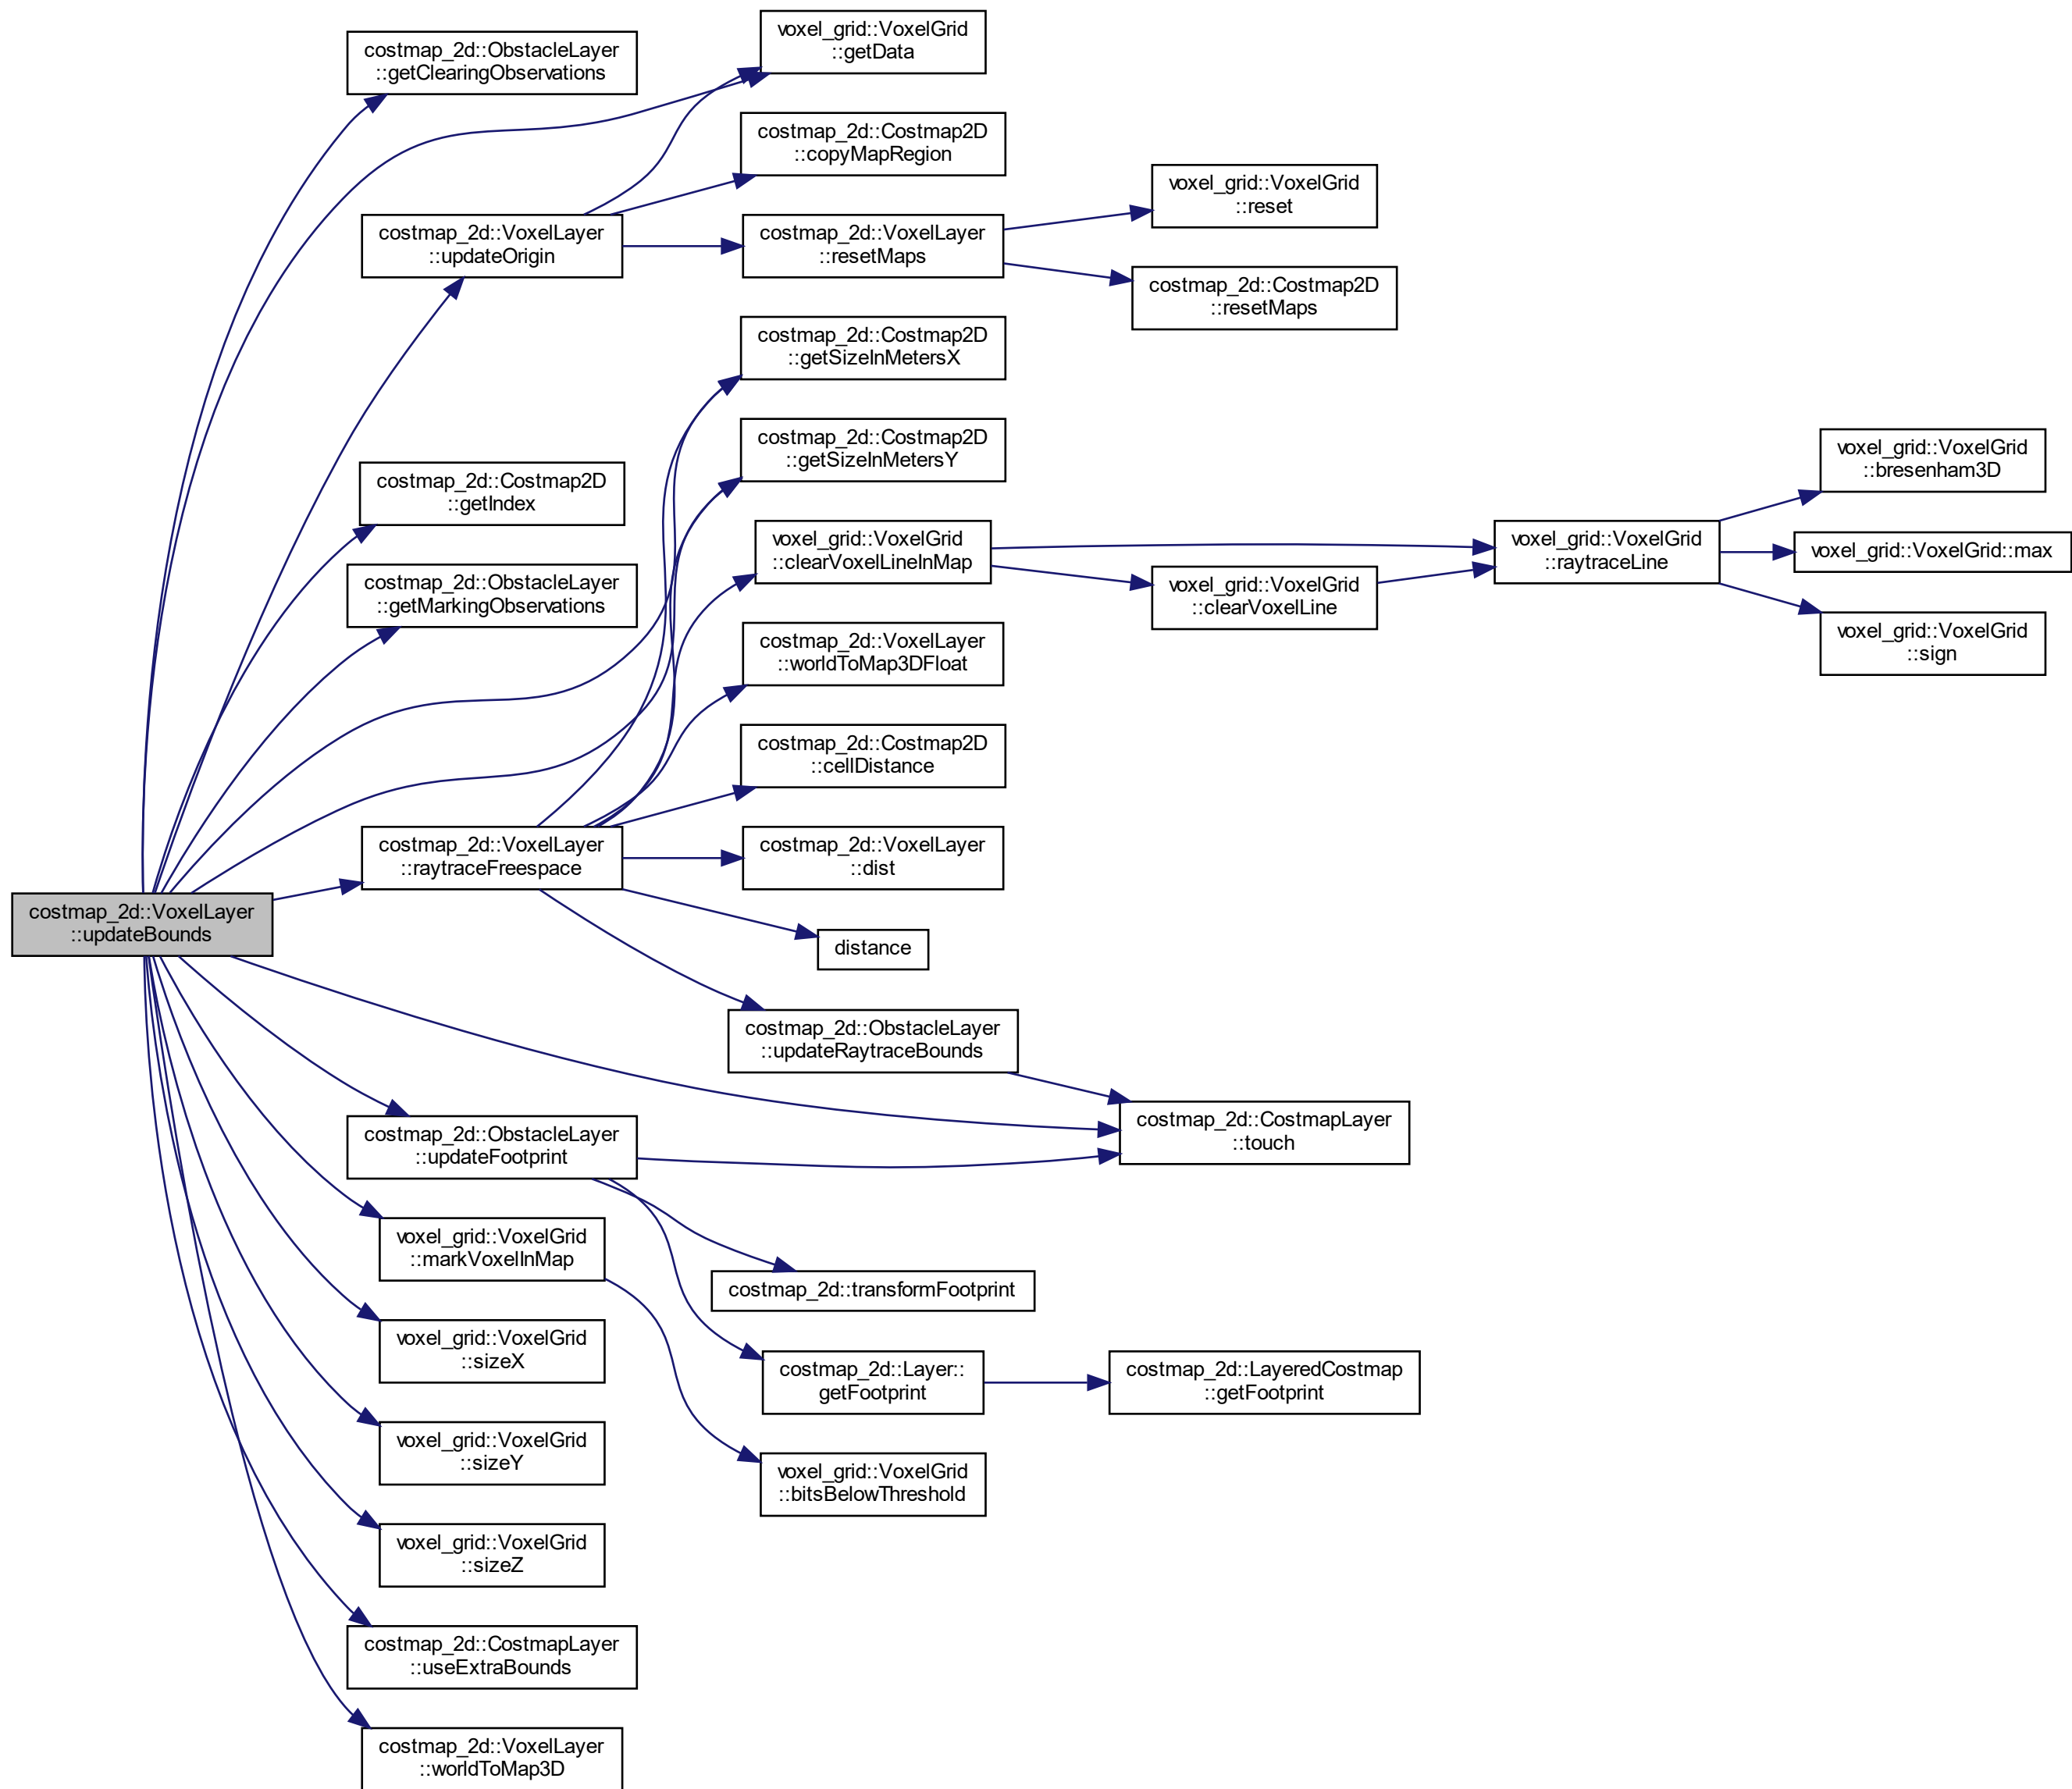 costmap_2d::VoxelLayer
::updateBounds
costmap_2d::ObstacleLayer
::getClearingObservations
costmap_2d::VoxelLayer
::updateOrigin
costmap_2d::Costmap2D
::getIndex
costmap_2d::ObstacleLayer
::getMarkingObservations
costmap_2d::VoxelLayer
::raytraceFreespace
costmap_2d::ObstacleLayer
::updateFootprint
voxel_grid::VoxelGrid
::markVoxelInMap
voxel_grid::VoxelGrid
::sizeX
voxel_grid::VoxelGrid
::sizeY
voxel_grid::VoxelGrid
::sizeZ
costmap_2d::CostmapLayer
::useExtraBounds
costmap_2d::VoxelLayer
::worldToMap3D
voxel_grid::VoxelGrid
::getData
costmap_2d::Costmap2D
::copyMapRegion
costmap_2d::VoxelLayer
::resetMaps
costmap_2d::Costmap2D
::getSizeInMetersX
costmap_2d::Costmap2D
::getSizeInMetersY
voxel_grid::VoxelGrid
::clearVoxelLineInMap
costmap_2d::VoxelLayer
::worldToMap3DFloat
costmap_2d::Costmap2D
::cellDistance
costmap_2d::VoxelLayer
::dist
distance
costmap_2d::ObstacleLayer
::updateRaytraceBounds
costmap_2d::transformFootprint
costmap_2d::Layer::
getFootprint
voxel_grid::VoxelGrid
::bitsBelowThreshold
voxel_grid::VoxelGrid
::reset
costmap_2d::Costmap2D
::resetMaps
voxel_grid::VoxelGrid
::clearVoxelLine
costmap_2d::CostmapLayer
::touch
costmap_2d::LayeredCostmap
::getFootprint
voxel_grid::VoxelGrid
::raytraceLine
voxel_grid::VoxelGrid
::bresenham3D
voxel_grid::VoxelGrid::max
voxel_grid::VoxelGrid
::sign